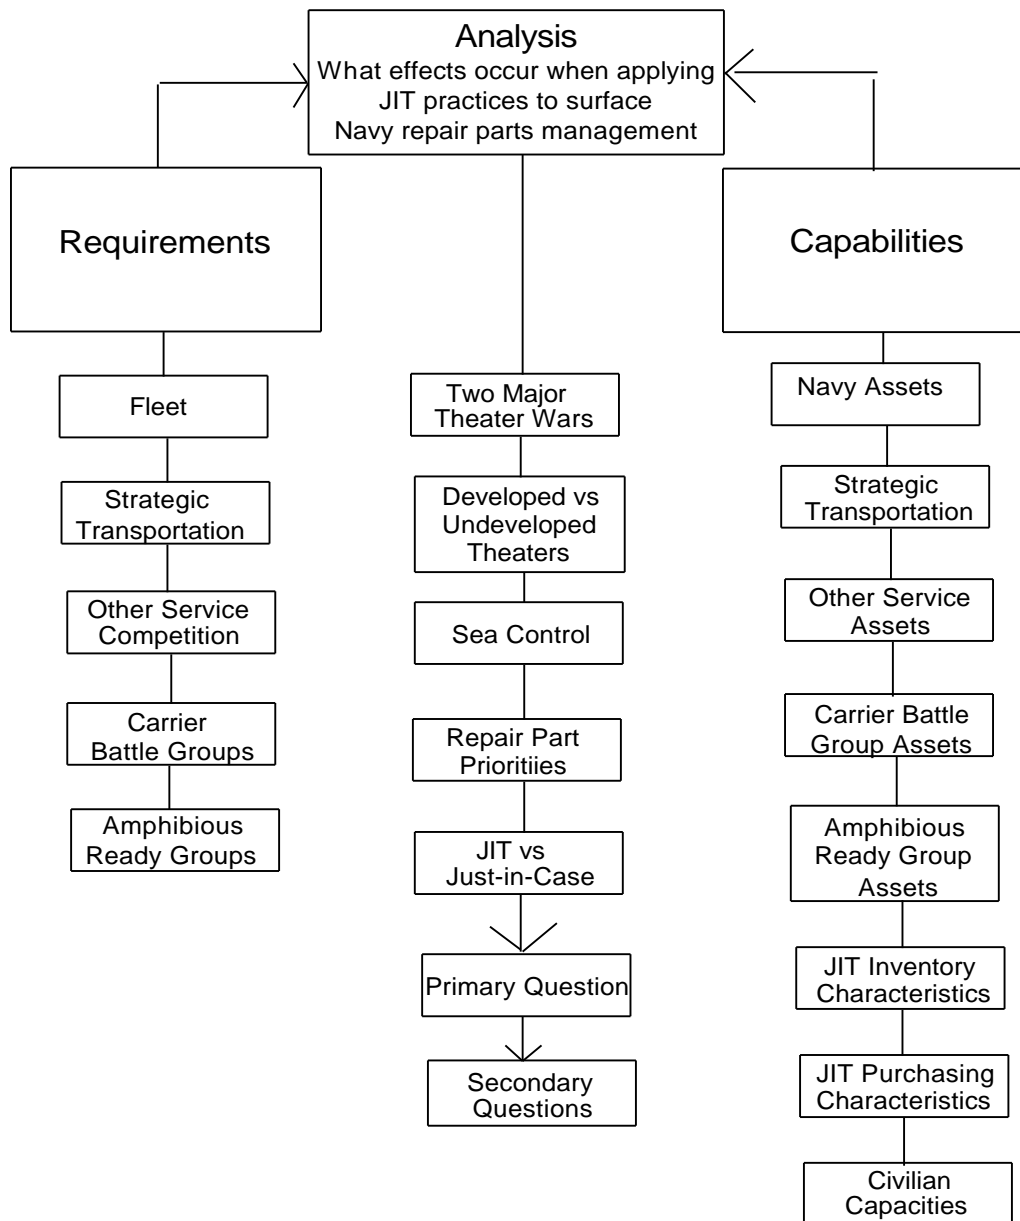 Analysis
What effects occur when applying
JIT practices to surface
Navy repair parts management
Requirements
Fleet
Strategic
Transportation
Other Service
Competition
Carrier
Battle Groups
Amphibious
Ready Groups
Two Major
Theater Wars
Developed vs
Undeveloped
Theaters
Sea Control
Repair Part
Prioritiies
JIT vs
Just-in-Case
Primary Question
Secondary
Questions
Capabilities
Navy Assets
Strategic
Transportation
Other Service
Assets
Carrier Battle
Group Assets
Amphibious
Ready Group
Assets
JIT Inventory
Characteristics
JIT Purchasing
Characteristics
Civilian
Capacities